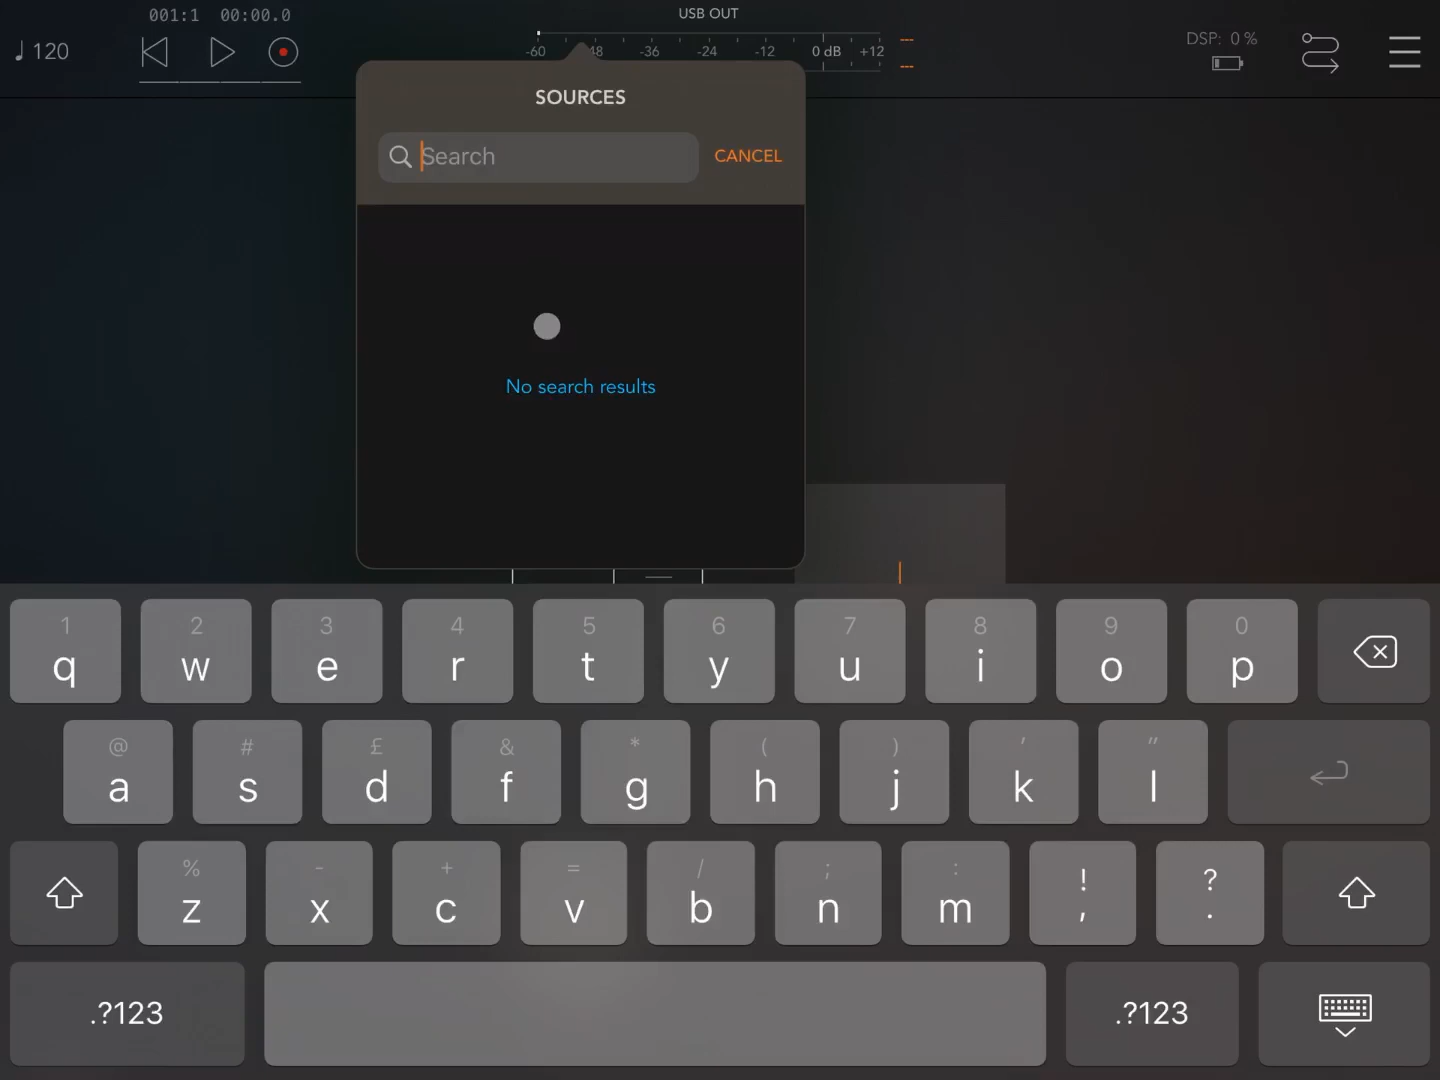 001:1 00:00.0
USB OUT
120
-60 48 -36 -24 -12 0 dB +12
DSP: 0 %
SOURCES
Search
CANCEL
No search results
1 2 3 4 5 6 7 8 9 0
q w e r t y u i o p
@ # £ & * ( ) ' "
a s d f g h j k l
% - + = / ; : ! ?
z x c v b n m , .
.?123 .?123